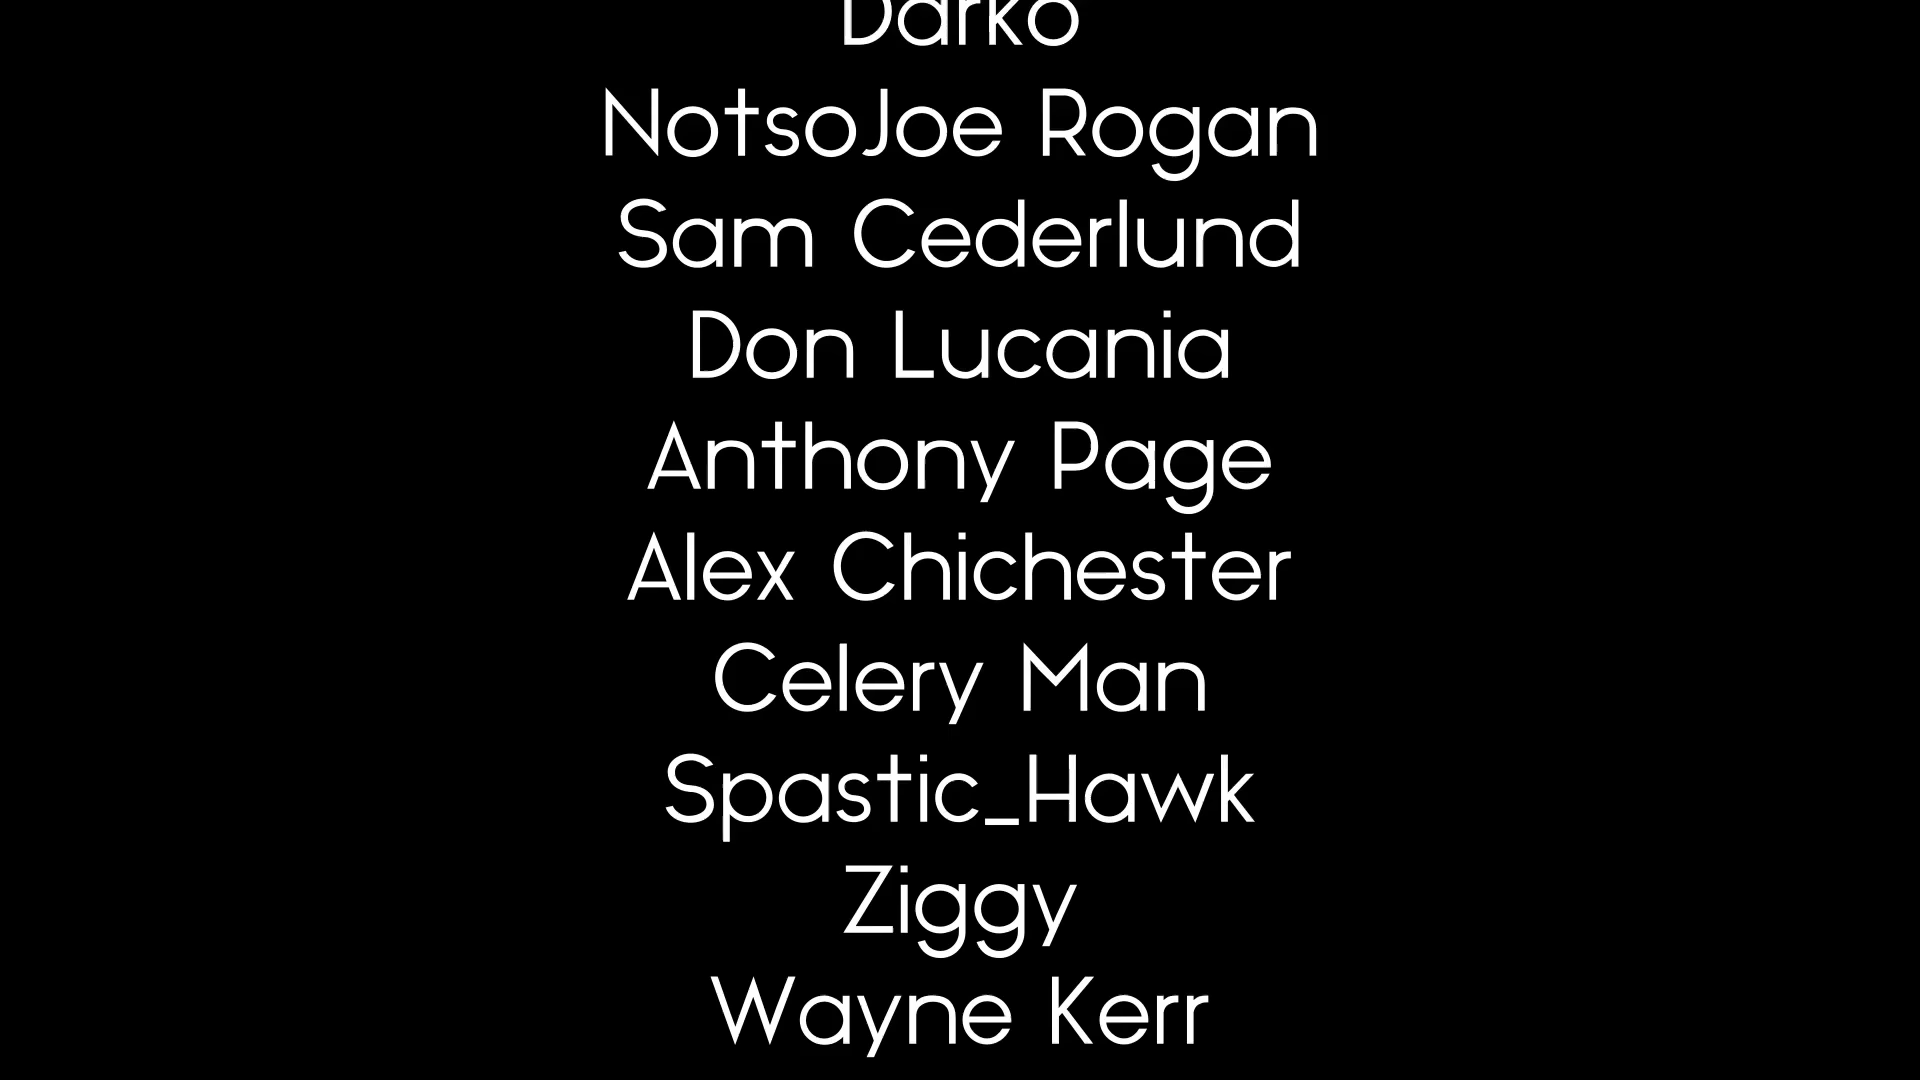 Darko
NotsoJoe Rogan
Sam Cederlund
Don Lucania
Anthony Page
Alex Chichester
Celery Man
Spastic_Hawk
Ziggy
Wayne Kerr